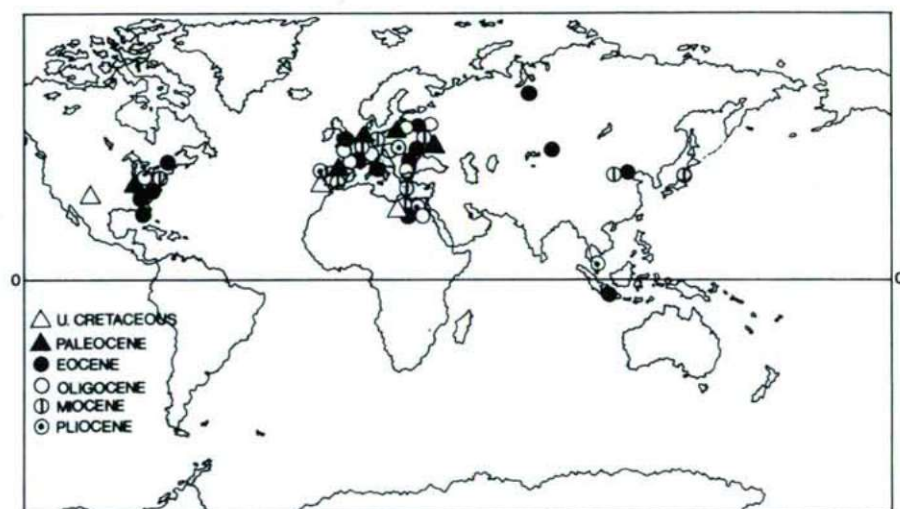 0 0
U. CRETACEOUS
PALEOCENE
EOCENE
OLIGOCENE
MIOCENE
PLIOCENE